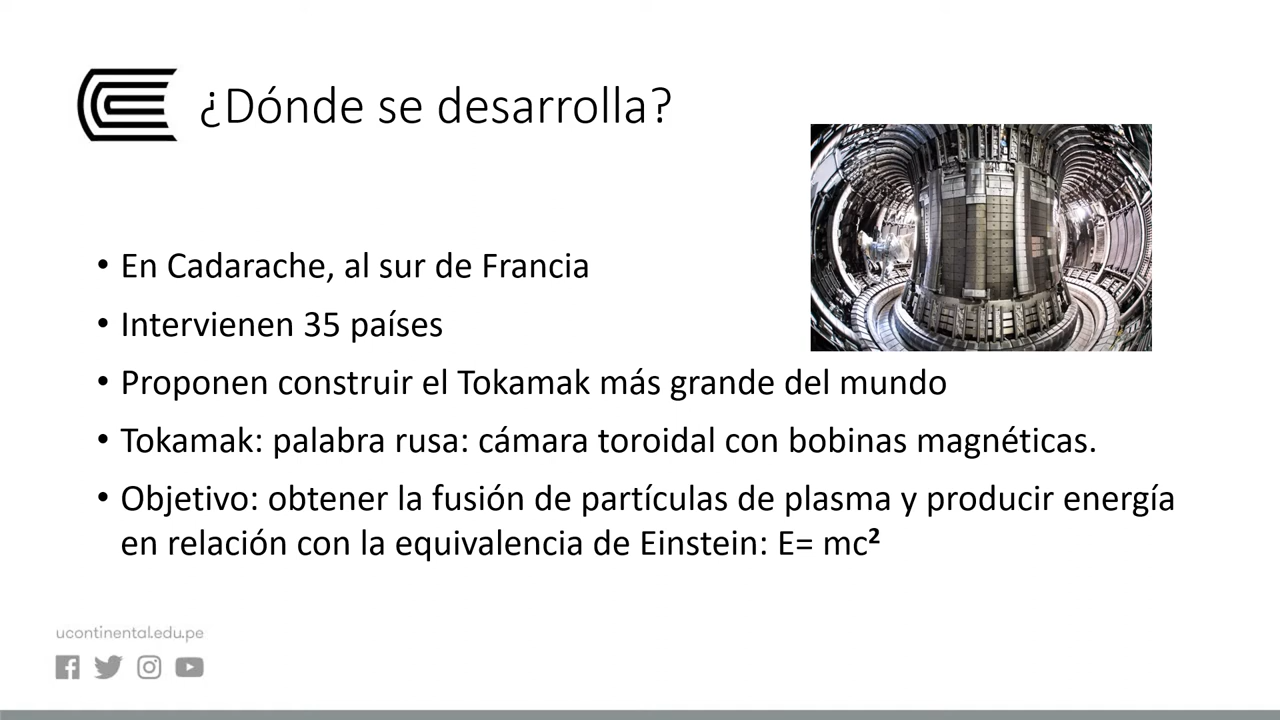 ¿Dónde se desarrolla?
• En Cadarache, al sur de Francia
• Intervienen 35 países
• Proponen construir el Tokamak más grande del mundo
• Tokamak: palabra rusa: cámara toroidal con bobinas magnéticas.
• Objetivo: obtener la fusión de partículas de plasma y producir energía
en relación con la equivalencia de Einstein: E= mc²
ucontinental.edu.pe